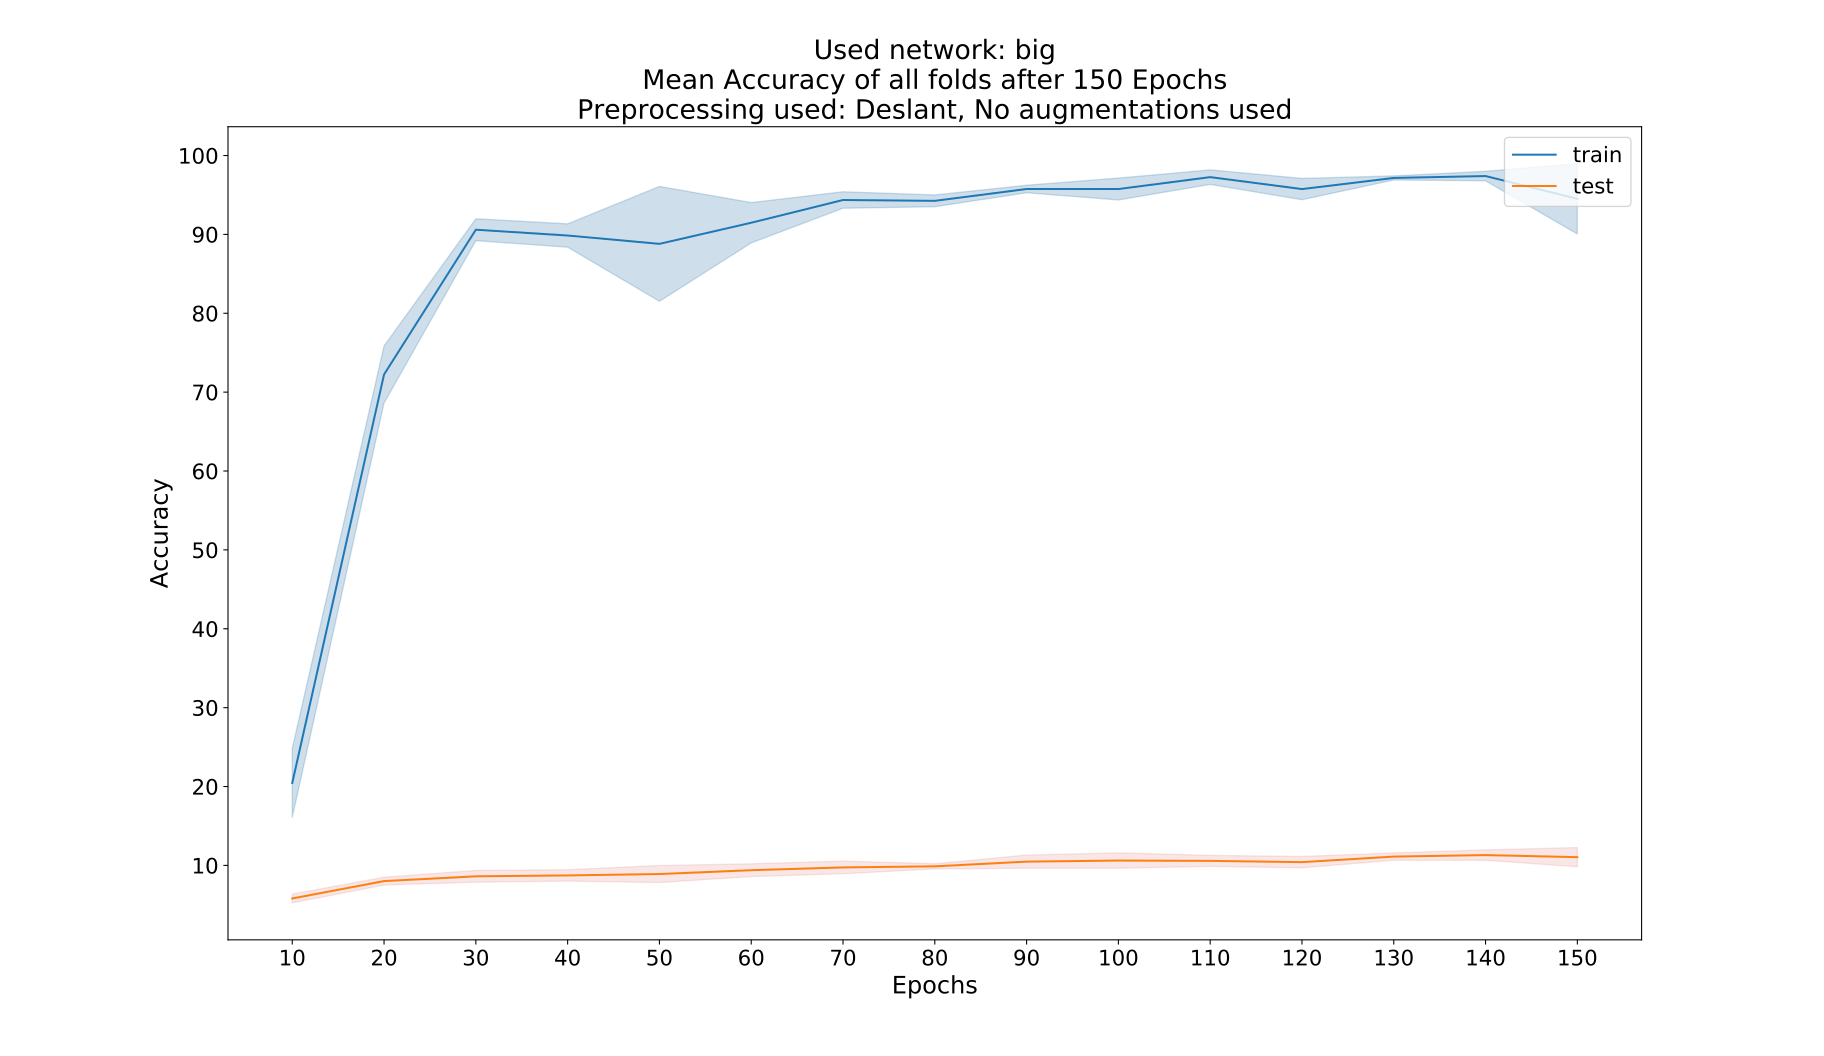 Used network: big
Mean Accuracy of all folds after 150 Epochs
Preprocessing used: Deslant, No augmentations used
train
test
100
90
80
70
60
50
40
30
20
10
Accuracy
10 20 30 40 50 60 70 80 90 100 110 120 130 140 150
Epochs